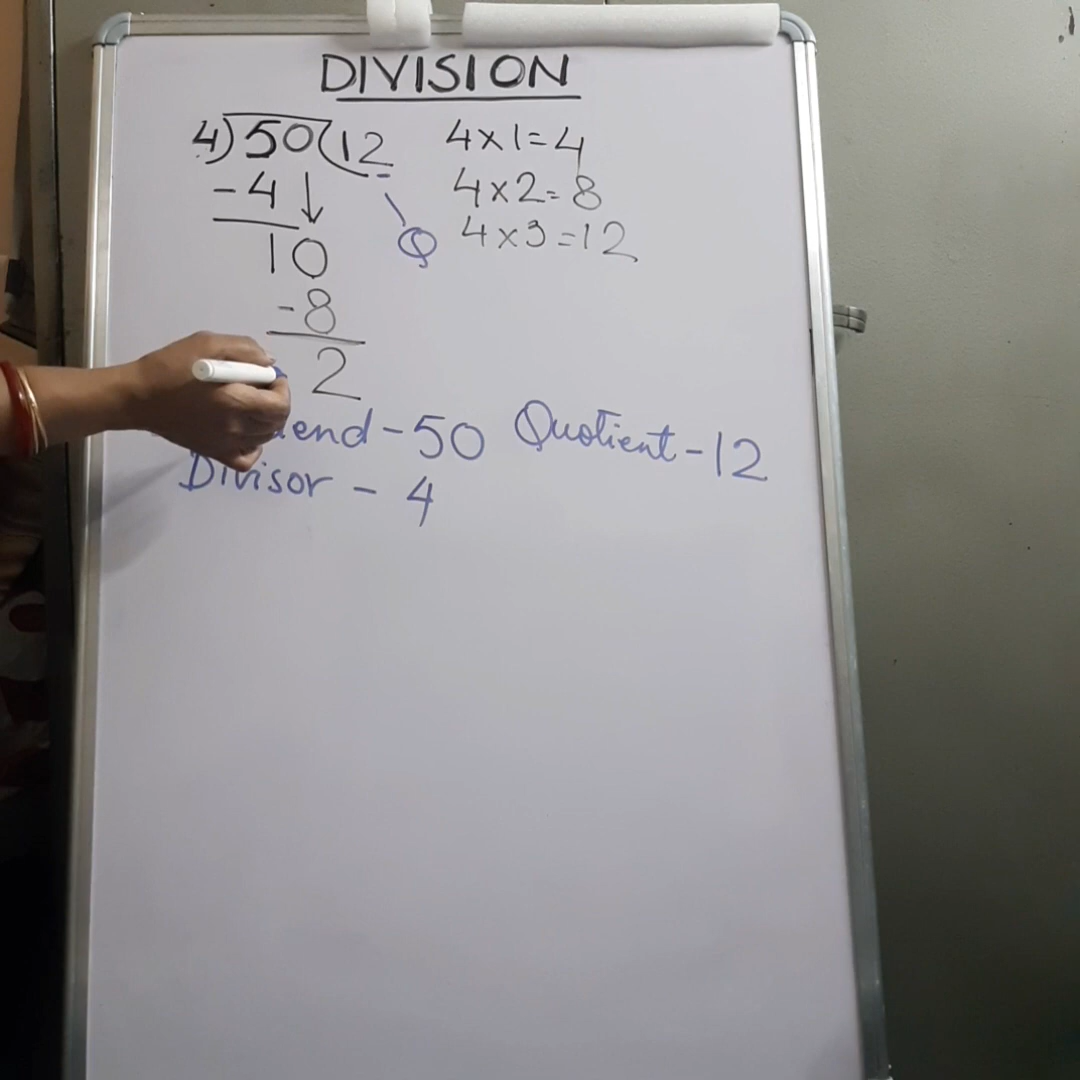 DIVISION
4)50(12 4x1=4
-4↓ 4x2=8
10 Q 4x3=12
-8
2
end-50 Quotient-12
Divisor - 4